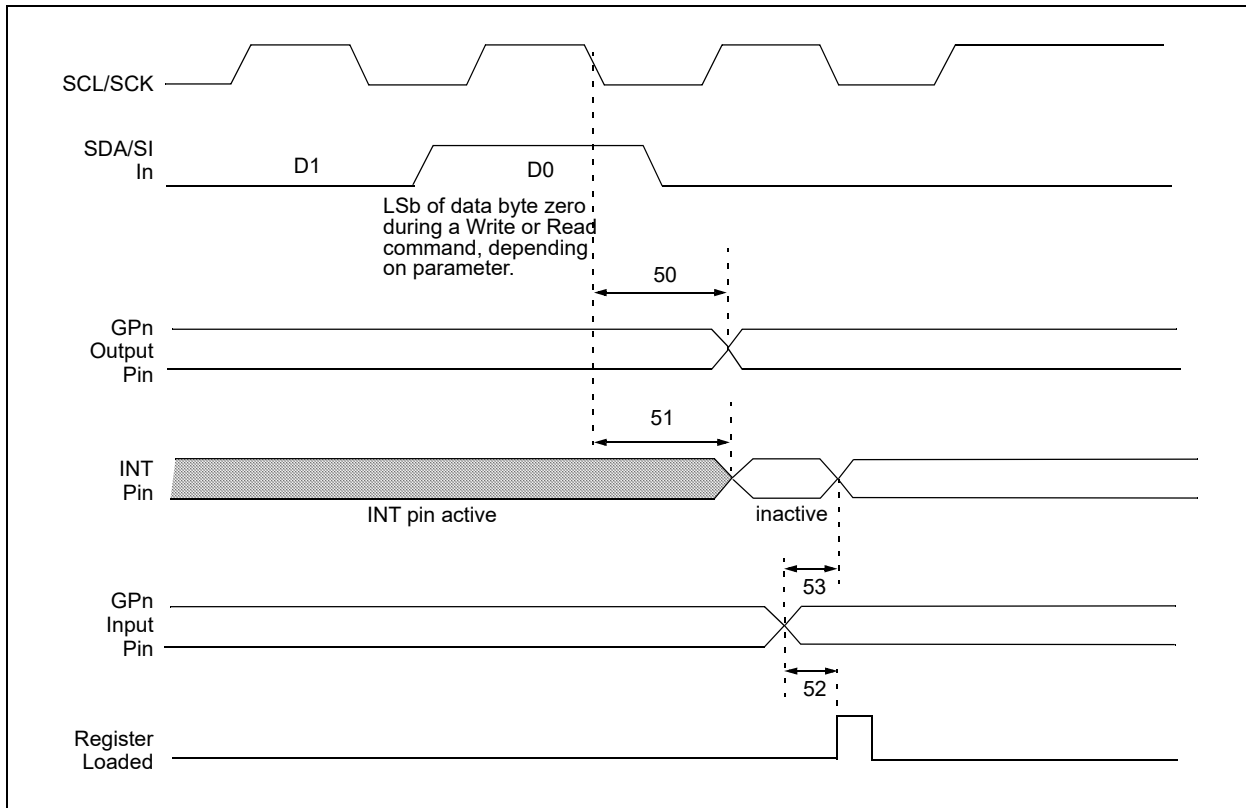 SCL/SCK
SDA/SI
In
D1
D0
LSb of data byte zero
during a Write or Read
command, depending
on parameter.
50
GPn
Output
Pin
51
INT
Pin
INT pin active
inactive
53
GPn
Input
Pin
52
Register
Loaded